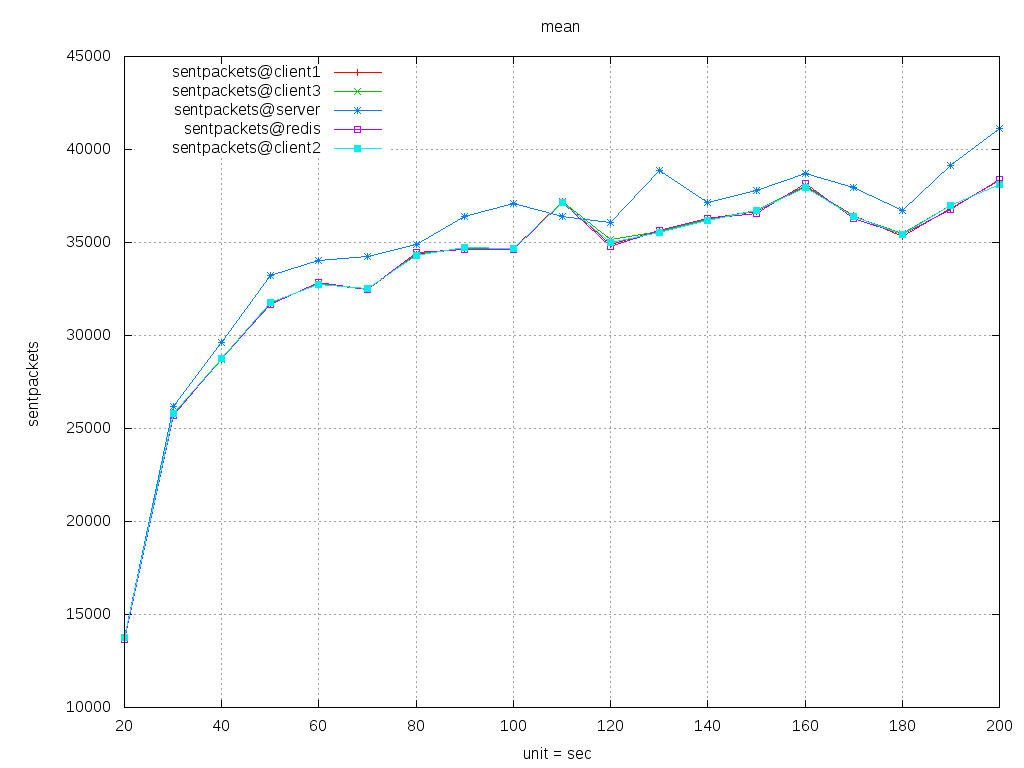 mean
45000
40000
35000
30000
25000
20000
15000
10000
sentpackets
sentpackets@client1
sentpackets@client3
sentpackets@server
sentpackets@redis
sentpackets@client2
20 40 60 80 100 120 140 160 180 200
unit = sec